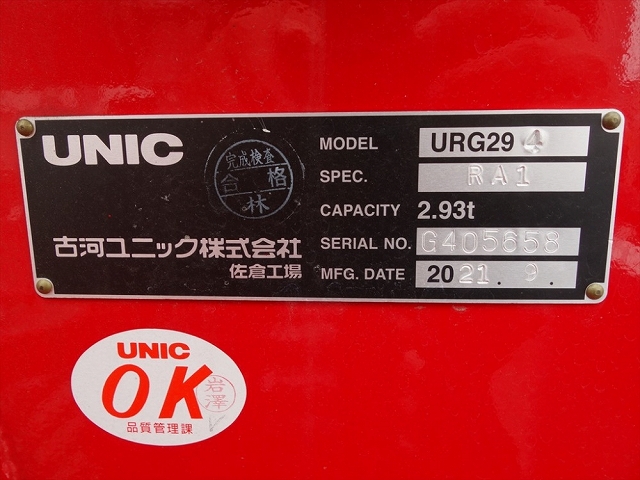 UNIC
完成検査
合格
林
古河ユニック株式会社
佐倉工場
MODEL URG29 4
SPEC. RA1
CAPACITY 2.93t
SERIAL NO. G405658
MFG. DATE 2021. 9.
UNIC
OK
岩澤
品質管理課